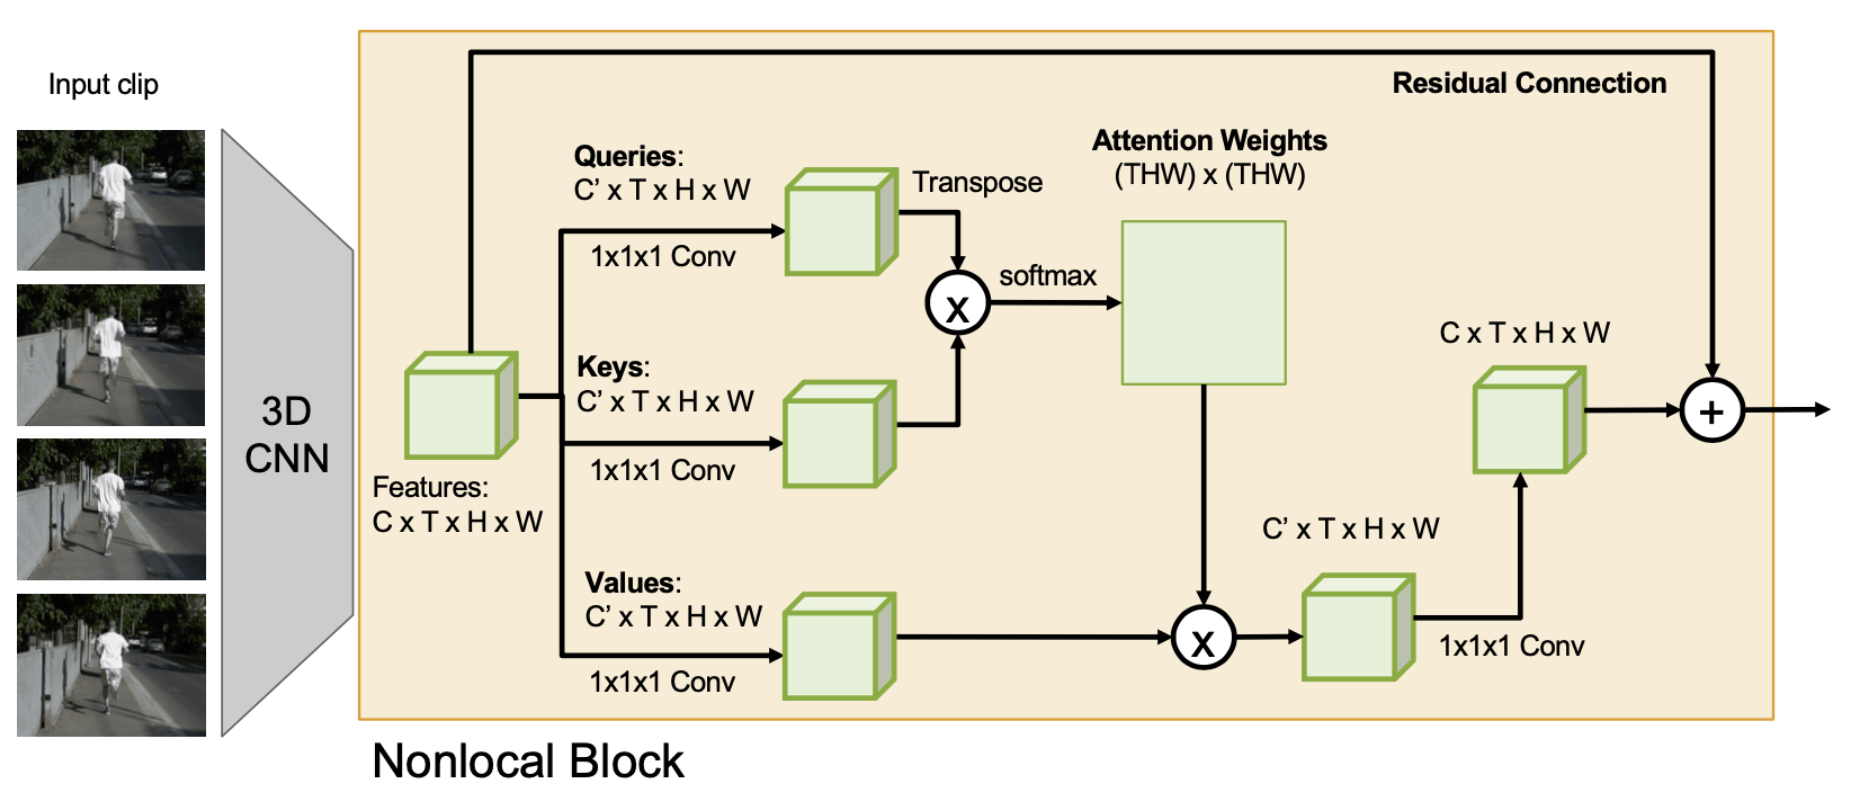 Input clip
3D
CNN
Features:
C x T x H x W
Queries:
C’ x T x H x W
1x1x1 Conv
Keys:
C’ x T x H x W
1x1x1 Conv
Values:
C’ x T x H x W
1x1x1 Conv
Transpose
X
softmax
Attention Weights
(THW) x (THW)
X
C’ x T x H x W
1x1x1 Conv
C x T x H x W
Residual Connection
+
Nonlocal Block